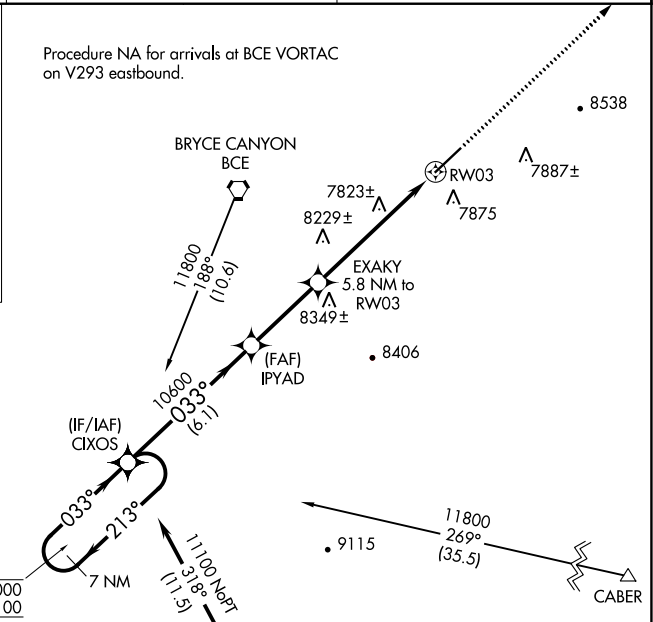 Procedure NA for arrivals at BCE VORTAC
on V293 eastbound.
8538
BRYCE CANYON
BCE
RW03
7887±
7823±
7875
8229±
11800
188°
(10.6)
EXAKY
5.8 NM to
RW03
8349±
(FAF)
IPYAD
8406
10600
033°
(6.1)
(IF/IAF)
CIXOS
033°
213°
11800
269°
(35.5)
9115
11100 NoPT
318°
(11.5)
7 NM
CABER
000
00